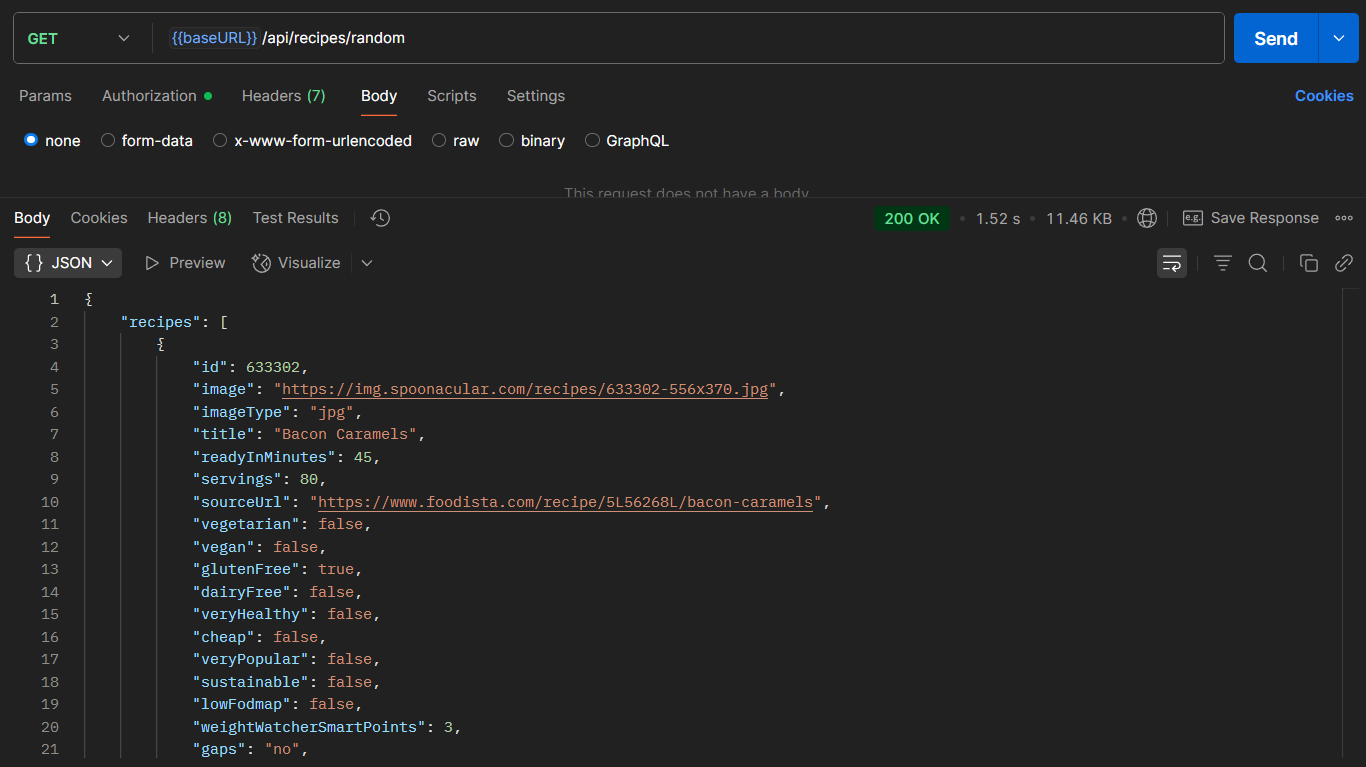 GET {{baseURL}} /api/recipes/random Send
Params Authorization Headers (7) Body Scripts Settings Cookies
none form-data x-www-form-urlencoded raw binary GraphQL
This request does not have a body
Body Cookies Headers (8) Test Results 200 OK • 1.52 s • 11.46 KB • e.g. Save Response
{} JSON Preview Visualize
1 {
2 "recipes": [
3 {
4 "id": 633302,
5 "image": "https://img.spoonacular.com/recipes/633302-556x370.jpg",
6 "imageType": "jpg",
7 "title": "Bacon Caramels",
8 "readyInMinutes": 45,
9 "servings": 80,
10 "sourceUrl": "https://www.foodista.com/recipe/5L56268L/bacon-caramels",
11 "vegetarian": false,
12 "vegan": false,
13 "glutenFree": true,
14 "dairyFree": false,
15 "veryHealthy": false,
16 "cheap": false,
17 "veryPopular": false,
18 "sustainable": false,
19 "lowFodmap": false,
20 "weightWatcherSmartPoints": 3,
21 "gaps": "no",